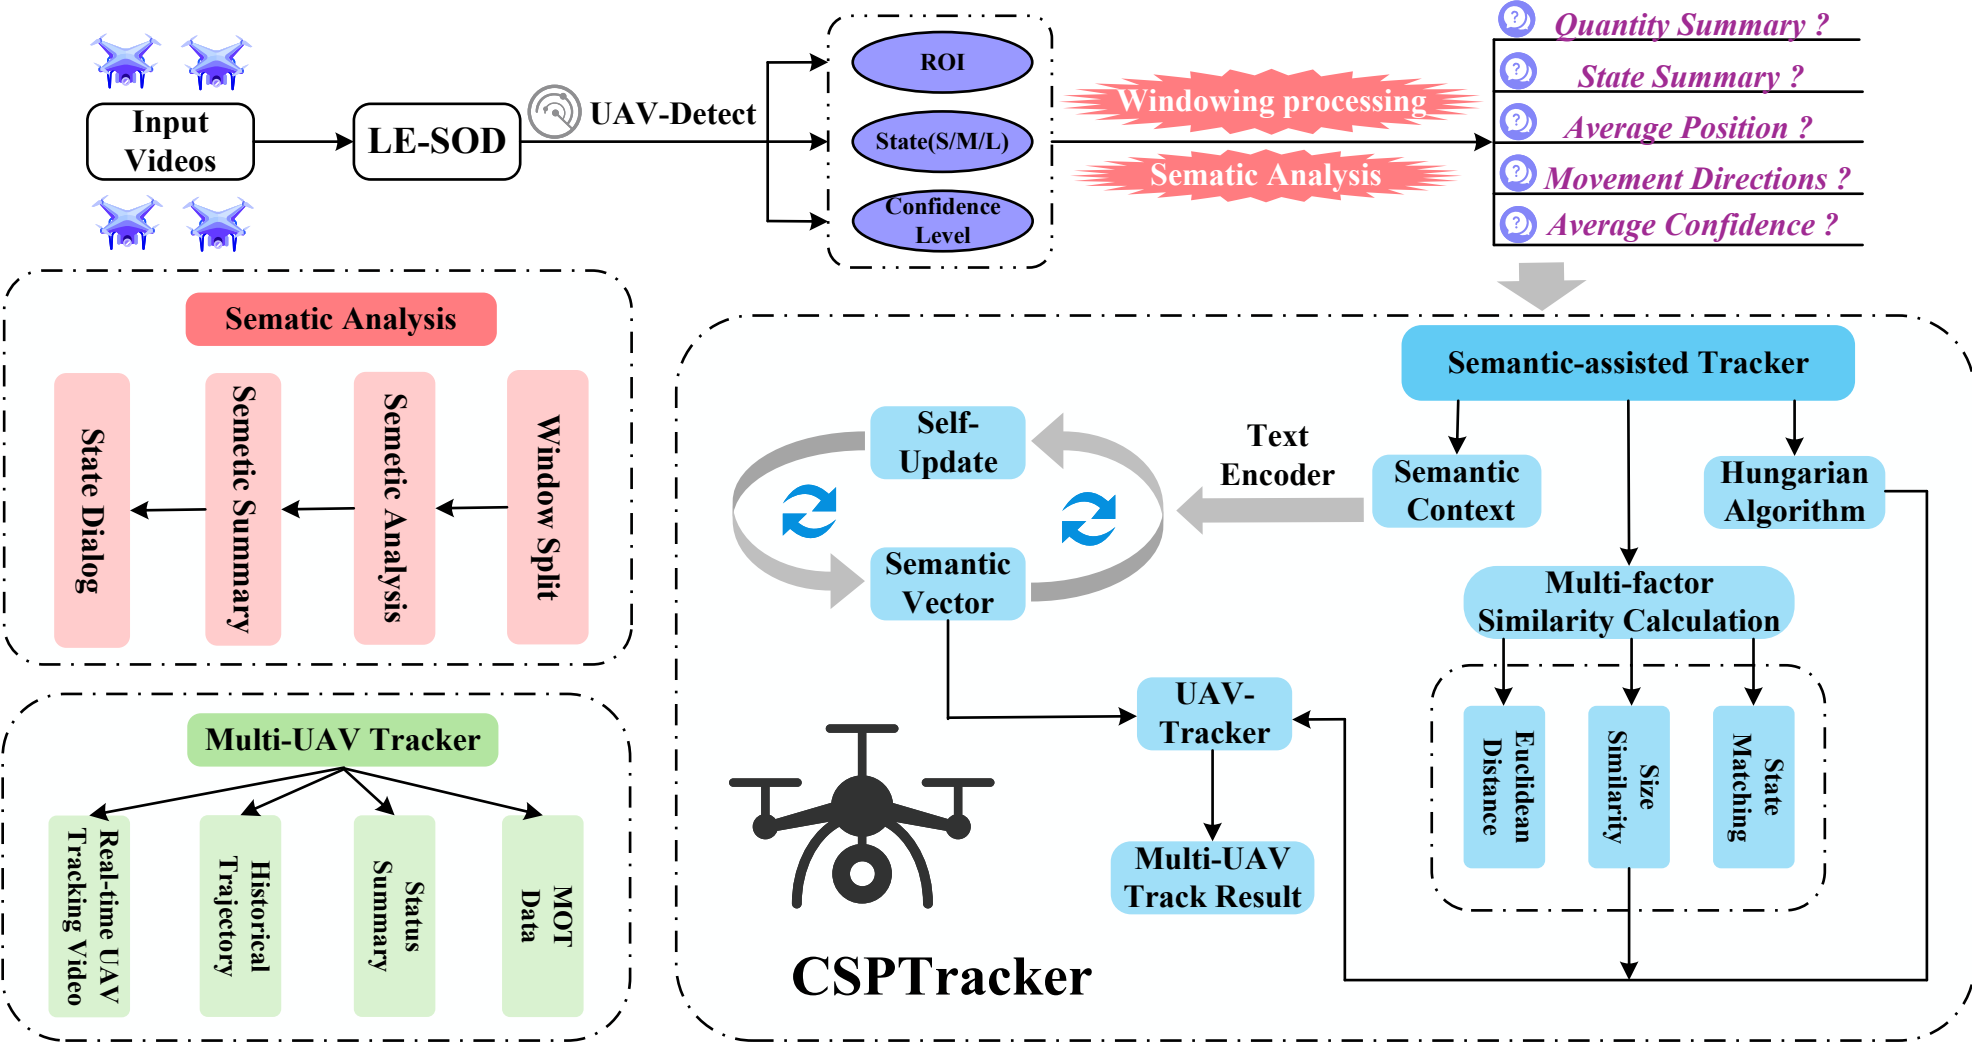 Input
Videos
LE-SOD
UAV-Detect
ROI
State(S/M/L)
Confidence
Level
Windowing processing
Sematic Analysis
Quantity Summary ?
State Summary ?
Average Position ?
Movement Directions ?
Average Confidence ?
Sematic Analysis
State Dialog
Semetic Summary
Semetic Analysis
Window Split
Multi-UAV Tracker
Real-time UAV
Tracking Video
Historical
Trajectory
Status
Summary
MOT
Data
Semantic-assisted Tracker
Self-
Update
Text
Encoder
Semantic
Context
Hungarian
Algorithm
Semantic
Vector
Multi-factor
Similarity Calculation
UAV-
Tracker
Euclidean
Distance
Size
Similarity
State
Matching
Multi-UAV
Track Result
CSPTracker